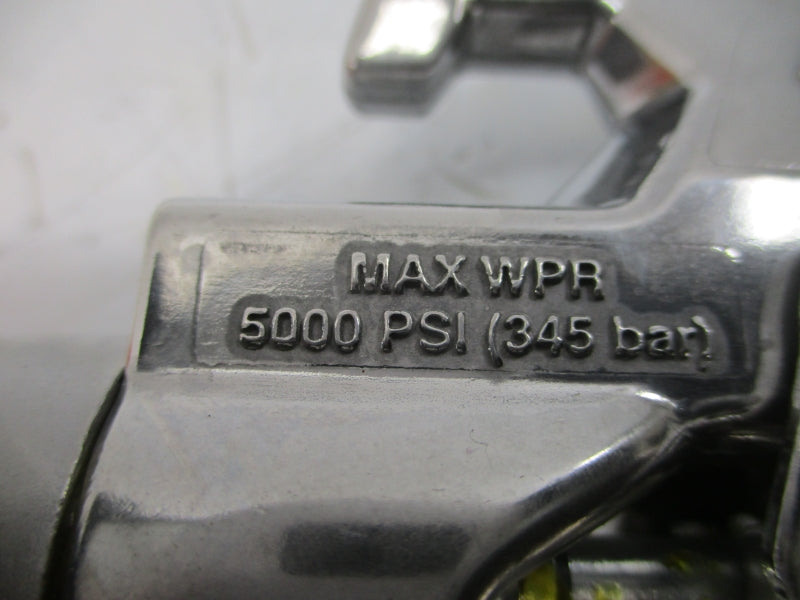 MAX WPR
5000 PSI (345 bar)